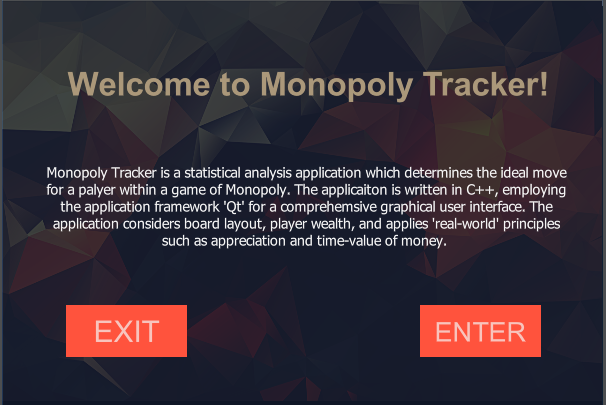 Welcome to Monopoly Tracker!
Monopoly Tracker is a statistical analysis application which determines the ideal move
for a palyer within a game of Monopoly. The applicaiton is written in C++, employing
the application framework 'Qt' for a comprehensive graphical user interface. The
application considers board layout, player wealth, and applies 'real-world' principles
such as appreciation and time-value of money.
EXIT
ENTER